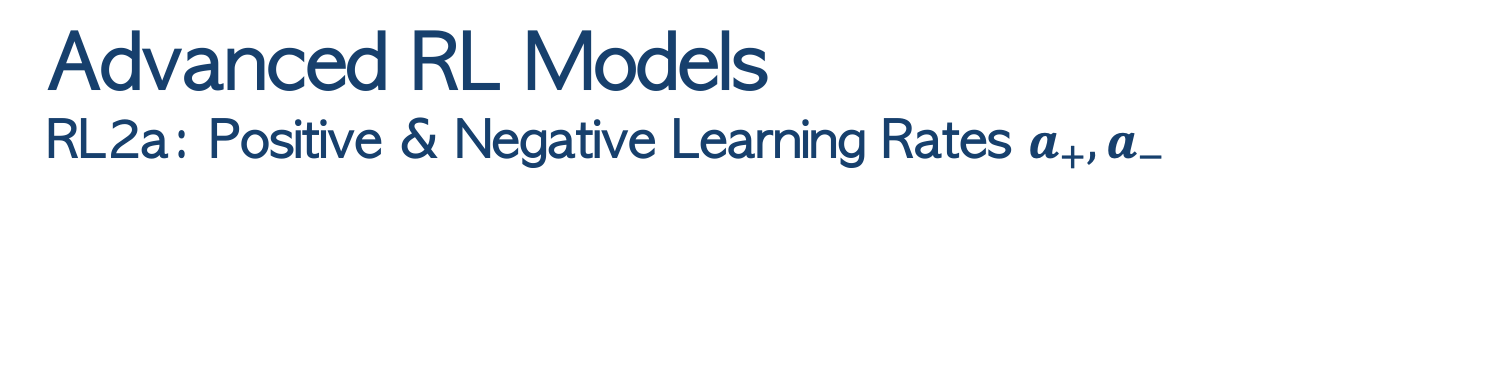 Advanced RL Models
RL2a: Positive & Negative Learning Rates a₊, a₋